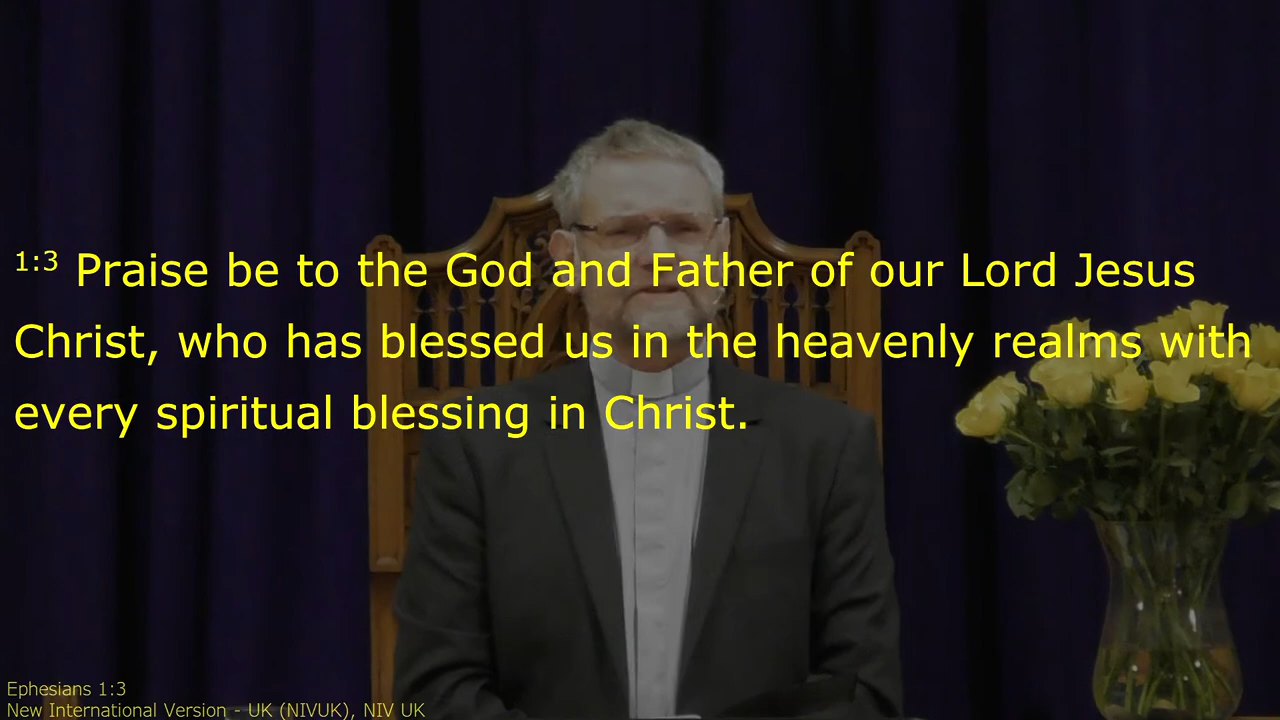 1:3 Praise be to the God and Father of our Lord Jesus
Christ, who has blessed us in the heavenly realms with
every spiritual blessing in Christ.
Ephesians 1:3
New International Version - UK (NIVUK), NIV UK